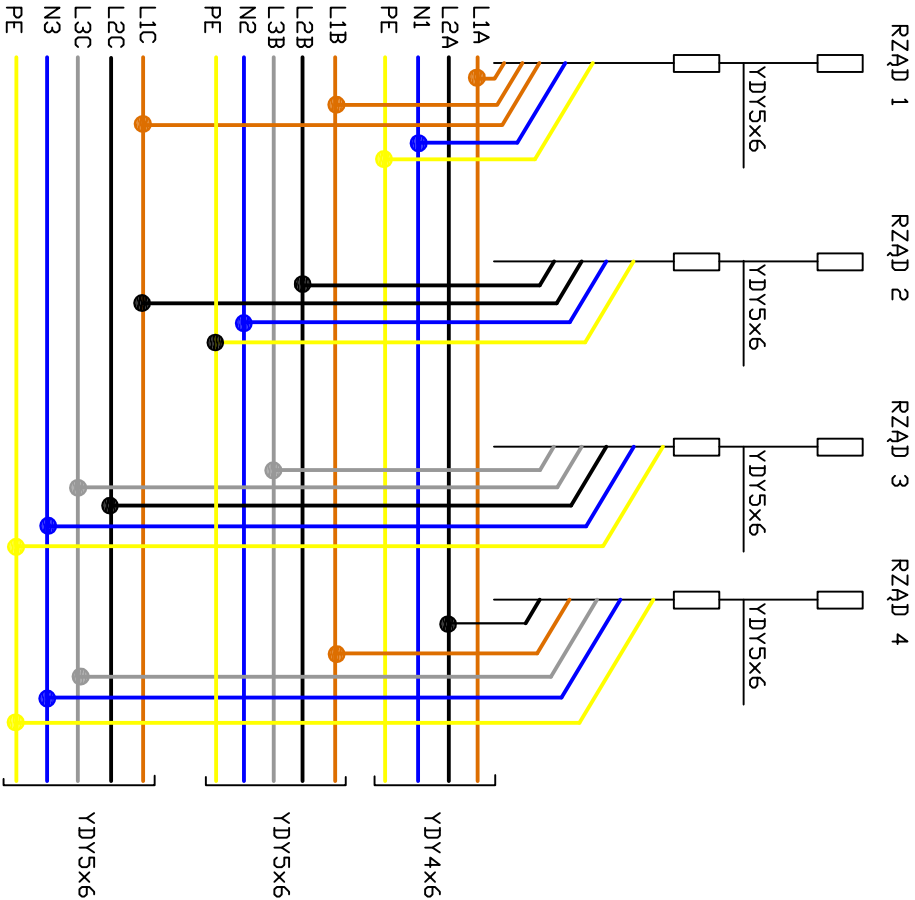 RZĄD 1
YDY5x6
RZĄD 2
YDY5x6
RZĄD 3
YDY5x6
RZĄD 4
YDY5x6
L1A
L2A
N1
PE
L1B
L2B
L3B
N2
PE
L1C
L2C
L3C
N3
PE
YDY4x6
YDY5x6
YDY5x6